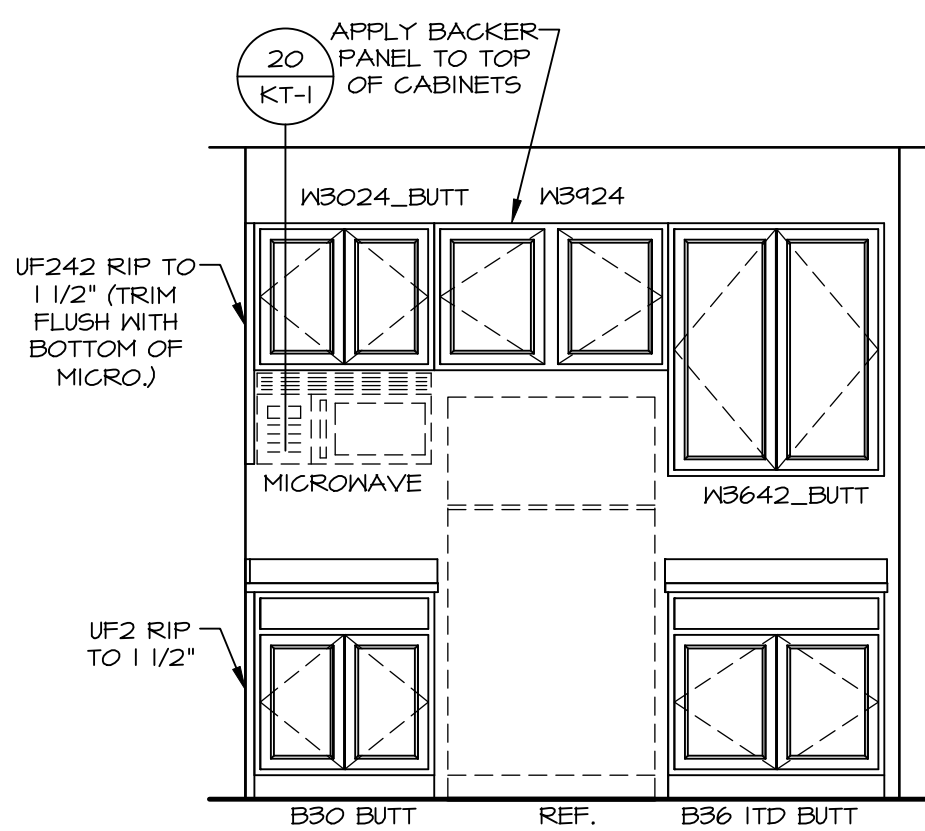 20
KT-1
APPLY BACKER
PANEL TO TOP
OF CABINETS
W3024_BUTT
W3924
UF242 RIP TO
1 1/2" (TRIM
FLUSH WITH
BOTTOM OF
MICRO.)
MICROWAVE
W3642_BUTT
UF2 RIP
TO 1 1/2"
B30 BUTT
REF.
B36 1TD BUTT